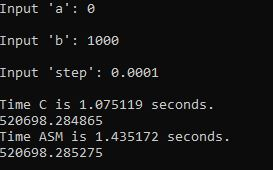 Input 'a': 0
Input 'b': 1000
Input 'step': 0.0001
Time C is 1.075119 seconds.
520698.284865
Time ASM is 1.435172 seconds.
520698.285275